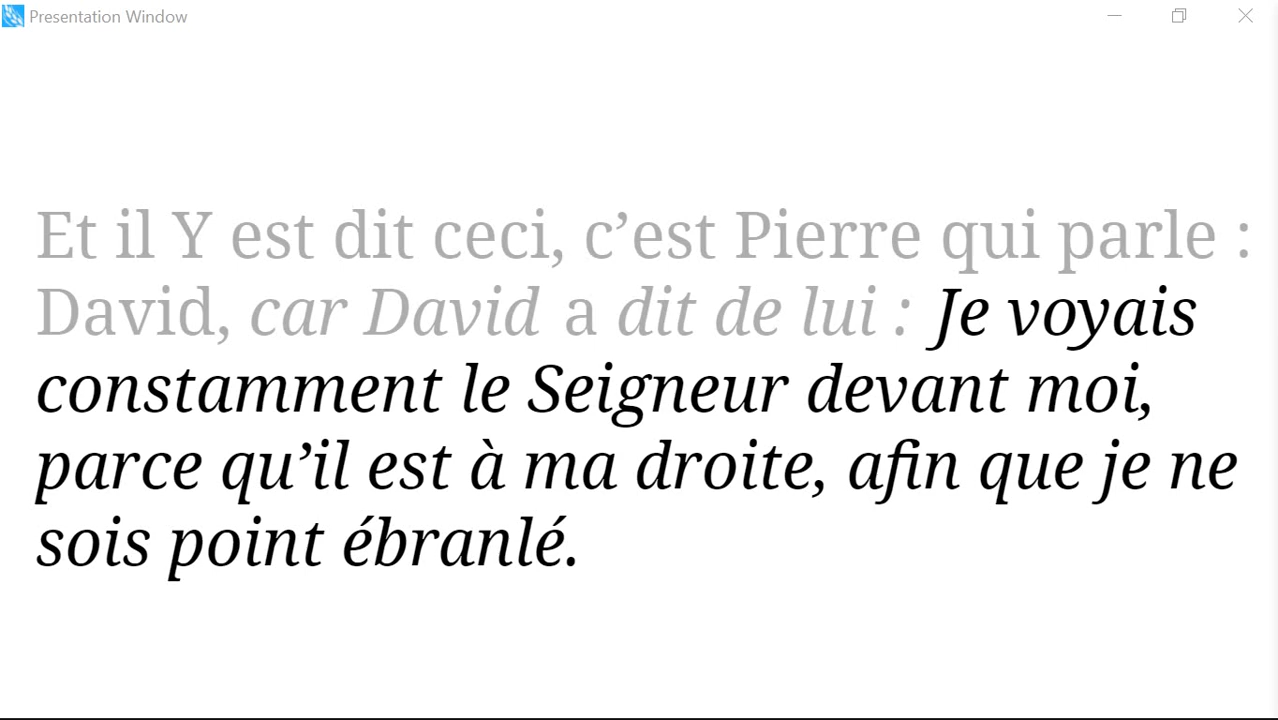 Presentation Window
Et il Y est dit ceci, c’est Pierre qui parle :
David, car David a dit de lui : Je voyais
constamment le Seigneur devant moi,
parce qu’il est à ma droite, afin que je ne
sois point ébranlé.